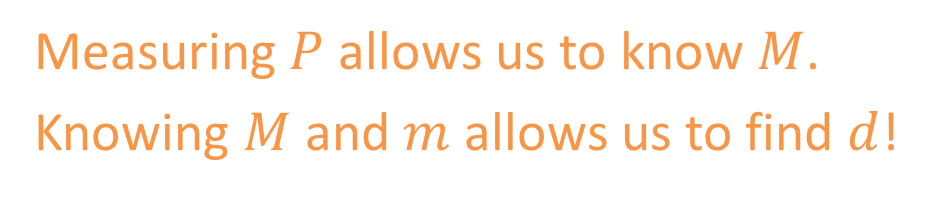 Measuring P allows us to know M.
Knowing M and m allows us to find d!